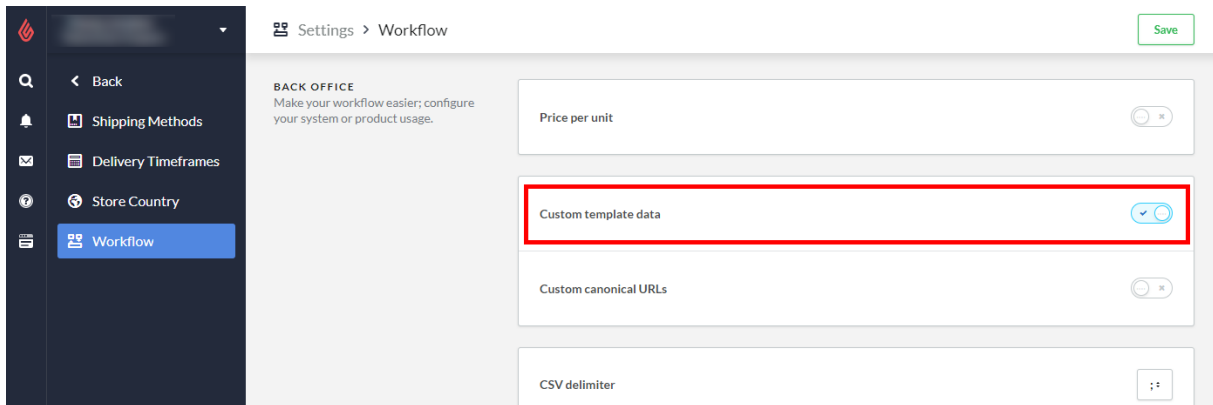 Settings > Workflow
Save
Back
Shipping Methods
Delivery Timeframes
Store Country
Workflow
BACK OFFICE
Make your workflow easier; configure
your system or product usage.
Price per unit
Custom template data
Custom canonical URLs
CSV delimiter
;